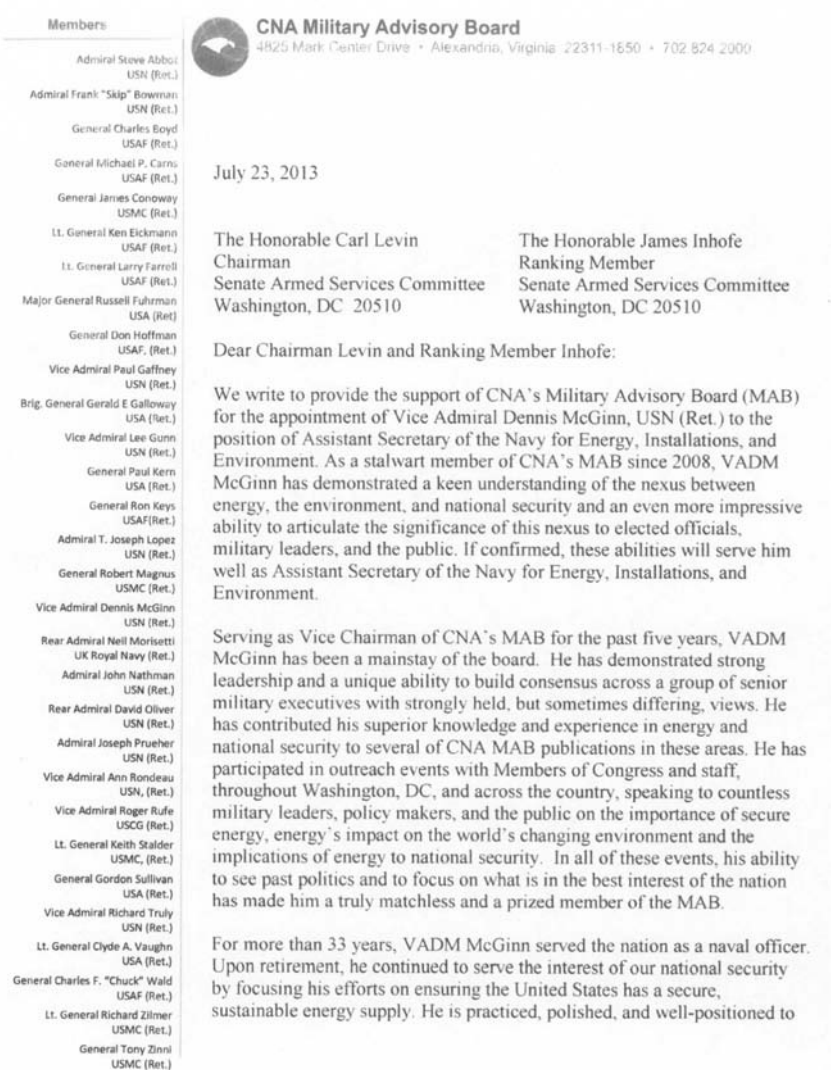 Members
Admiral Steve Abbot
USN (Ret.)
Admiral Frank "Skip" Bowman
USN (Ret.)
General Charles Boyd
USAF (Ret.)
General Michael P. Carns
USAF (Ret.)
General James Conoway
USMC (Ret.)
Lt. General Ken Eickmann
USAF (Ret.)
Lt. General Larry Farrell
USAF (Ret.)
Major General Russell Fuhrman
USA (Ret)
General Don Hoffman
USAF, (Ret.)
Vice Admiral Paul Gaffney
USN (Ret.)
Brig. General Gerald E Galloway
USA (Ret.)
Vice Admiral Lee Gunn
USN (Ret.)
General Paul Kern
USA (Ret.)
General Ron Keys
USAF(Ret.)
Admiral T. Joseph Lopez
USN (Ret.)
General Robert Magnus
USMC (Ret.)
Vice Admiral Dennis McGinn
USN (Ret.)
Rear Admiral Neil Morisetti
UK Royal Navy (Ret.)
Admiral John Nathman
USN (Ret.)
Rear Admiral David Oliver
USN (Ret.)
Admiral Joseph Prueher
USN (Ret.)
Vice Admiral Ann Rondeau
USN, (Ret.)
Vice Admiral Roger Rufe
USCG (Ret.)
Lt. General Keith Stalder
USMC, (Ret.)
General Gordon Sullivan
USA (Ret.)
Vice Admiral Richard Truly
USN (Ret.)
Lt. General Clyde A. Vaughn
USA (Ret.)
General Charles F. "Chuck" Wald
USAF (Ret.)
Lt. General Richard Zilmer
USMC (Ret.)
General Tony Zinni
USMC (Ret.)
CNA Military Advisory Board
4825 Mark Center Drive • Alexandria, Virginia 22311-1850 • 702.824.2000
July 23, 2013
The Honorable Carl Levin
Chairman
Senate Armed Services Committee
Washington, DC 20510
The Honorable James Inhofe
Ranking Member
Senate Armed Services Committee
Washington, DC 20510
Dear Chairman Levin and Ranking Member Inhofe:
We write to provide the support of CNA's Military Advisory Board (MAB)
for the appointment of Vice Admiral Dennis McGinn, USN (Ret.) to the
position of Assistant Secretary of the Navy for Energy, Installations, and
Environment. As a stalwart member of CNA's MAB since 2008, VADM
McGinn has demonstrated a keen understanding of the nexus between
energy, the environment, and national security and an even more impressive
ability to articulate the significance of this nexus to elected officials,
military leaders, and the public. If confirmed, these abilities will serve him
well as Assistant Secretary of the Navy for Energy, Installations, and
Environment.
Serving as Vice Chairman of CNA's MAB for the past five years, VADM
McGinn has been a mainstay of the board. He has demonstrated strong
leadership and a unique ability to build consensus across a group of senior
military executives with strongly held, but sometimes differing, views. He
has contributed his superior knowledge and experience in energy and
national security to several of CNA MAB publications in these areas. He has
participated in outreach events with Members of Congress and staff,
throughout Washington, DC, and across the country, speaking to countless
military leaders, policy makers, and the public on the importance of secure
energy, energy's impact on the world's changing environment and the
implications of energy to national security. In all of these events, his ability
to see past politics and to focus on what is in the best interest of the nation
has made him a truly matchless and a prized member of the MAB.
For more than 33 years, VADM McGinn served the nation as a naval officer.
Upon retirement, he continued to serve the interest of our national security
by focusing his efforts on ensuring the United States has a secure,
sustainable energy supply. He is practiced, polished, and well-positioned to